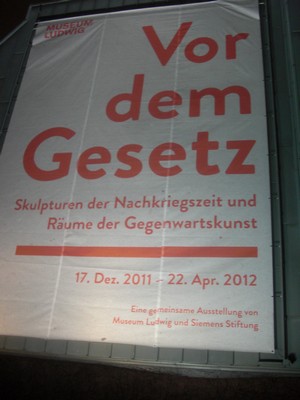 MUSEUM
LUDWIG
Vor
dem
Gesetz
Skulpturen der Nachkriegszeit und
Räume der Gegenwartskunst
17. Dez. 2011 – 22. Apr. 2012
Eine gemeinsame Ausstellung von
Museum Ludwig und Siemens Stiftung